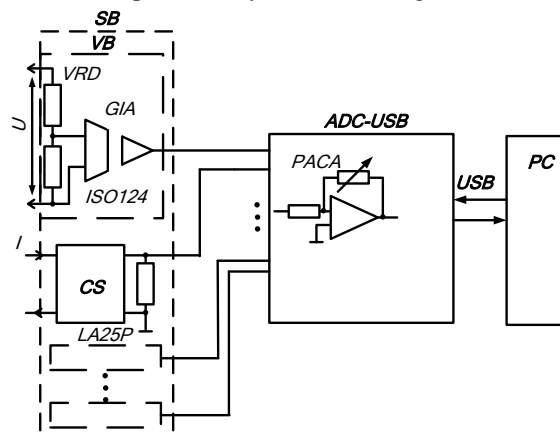 SB
VB
VRD
GIA
U
ISO124
I
CS
LA25P
ADC-USB
PACA
USB
PC